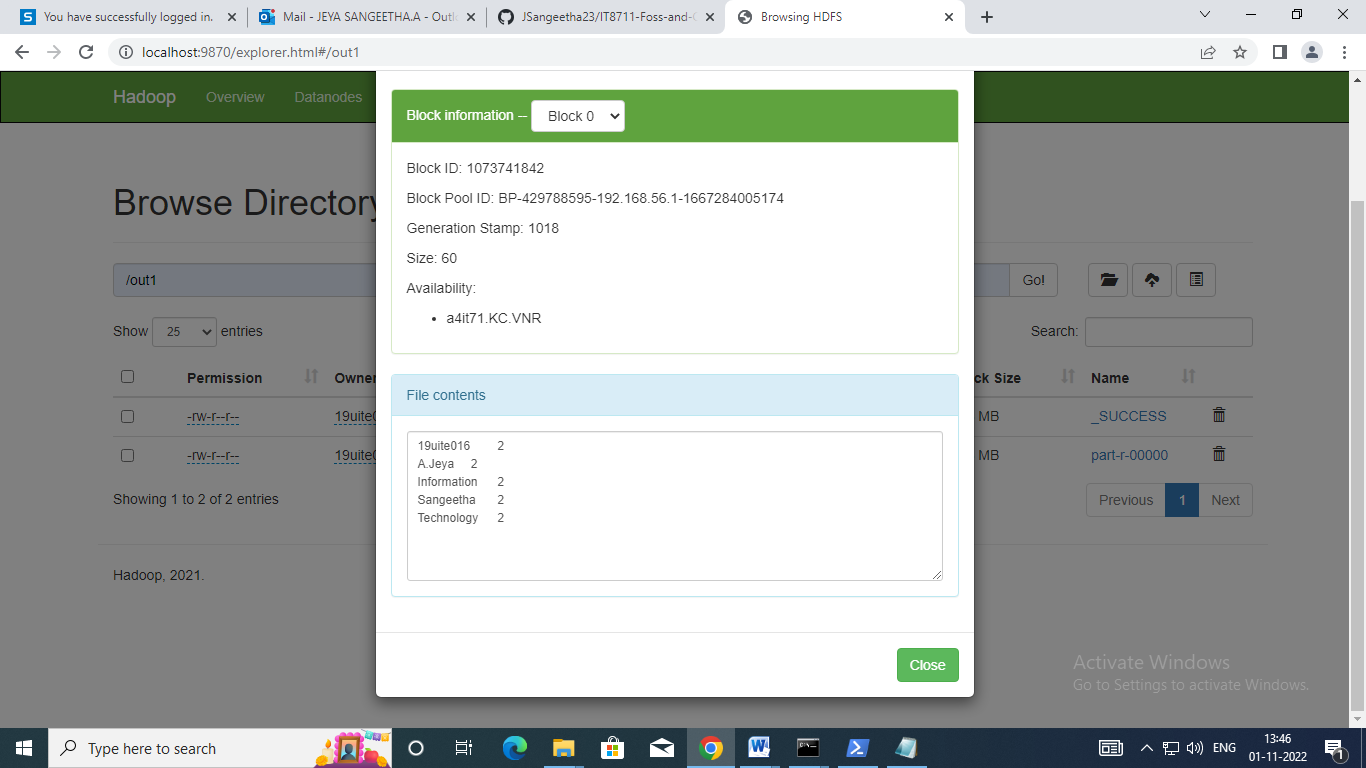 You have successfully logged in.
Mail - JEYA SANGEETHA.A - Outl
JSangeetha23/IT8711-Foss-and-C
Browsing HDFS
localhost:9870/explorer.html#/out1
Hadoop Overview Datanodes
Block information -- Block 0
Block ID: 1073741842
Block Pool ID: BP-429788595-192.168.56.1-1667284005174
Generation Stamp: 1018
Size: 60
Availability:
• a4it71.KC.VNR
Browse Directory
/out1 Go!
Show 25 entries Search:
Permission Owner ck Size Name
-rw-r--r-- 19uite0 MB _SUCCESS
-rw-r--r-- 19uite0 MB part-r-00000
Showing 1 to 2 of 2 entries Previous 1 Next
Hadoop, 2021.
File contents
19uite016 2
A.Jeya 2
Information 2
Sangeetha 2
Technology 2
Close
Activate Windows
Go to Settings to activate Windows.
Type here to search
ENG
13:46
01-11-2022
1